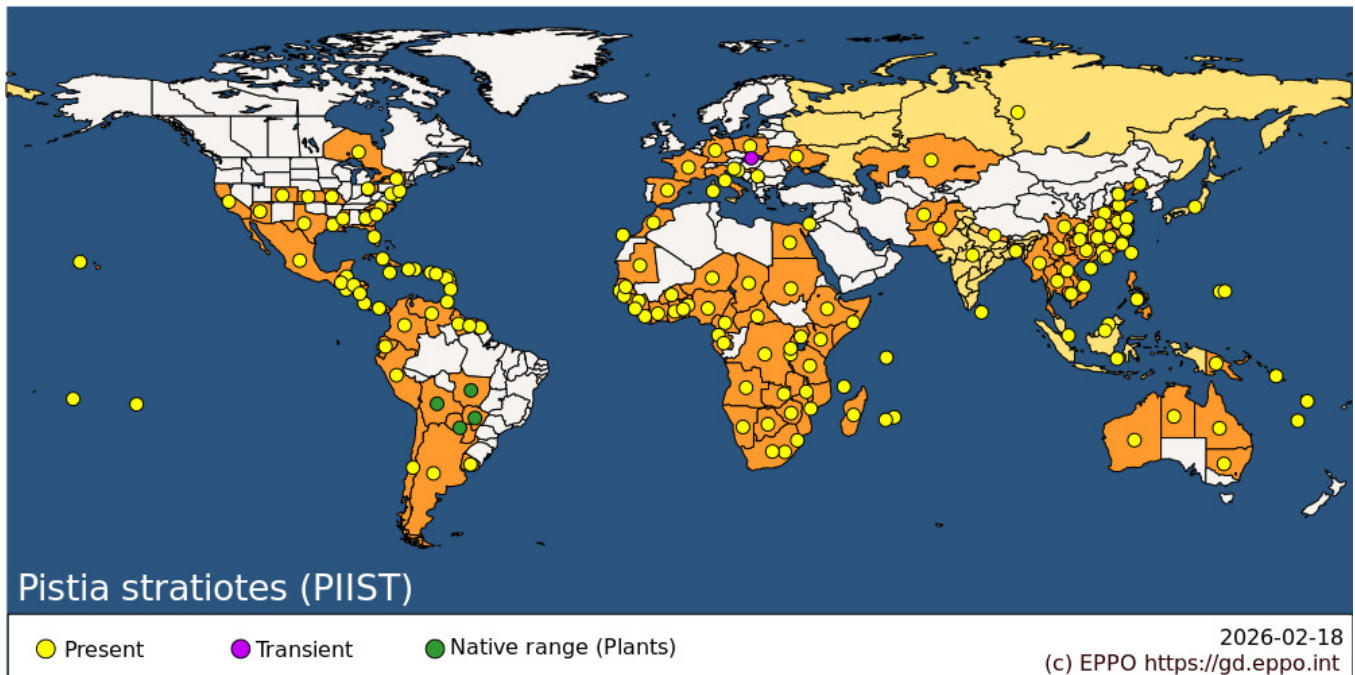 Pistia stratiotes (PIIST)
Present
Transient
Native range (Plants)
2026-02-18
(c) EPPO https://gd.eppo.int